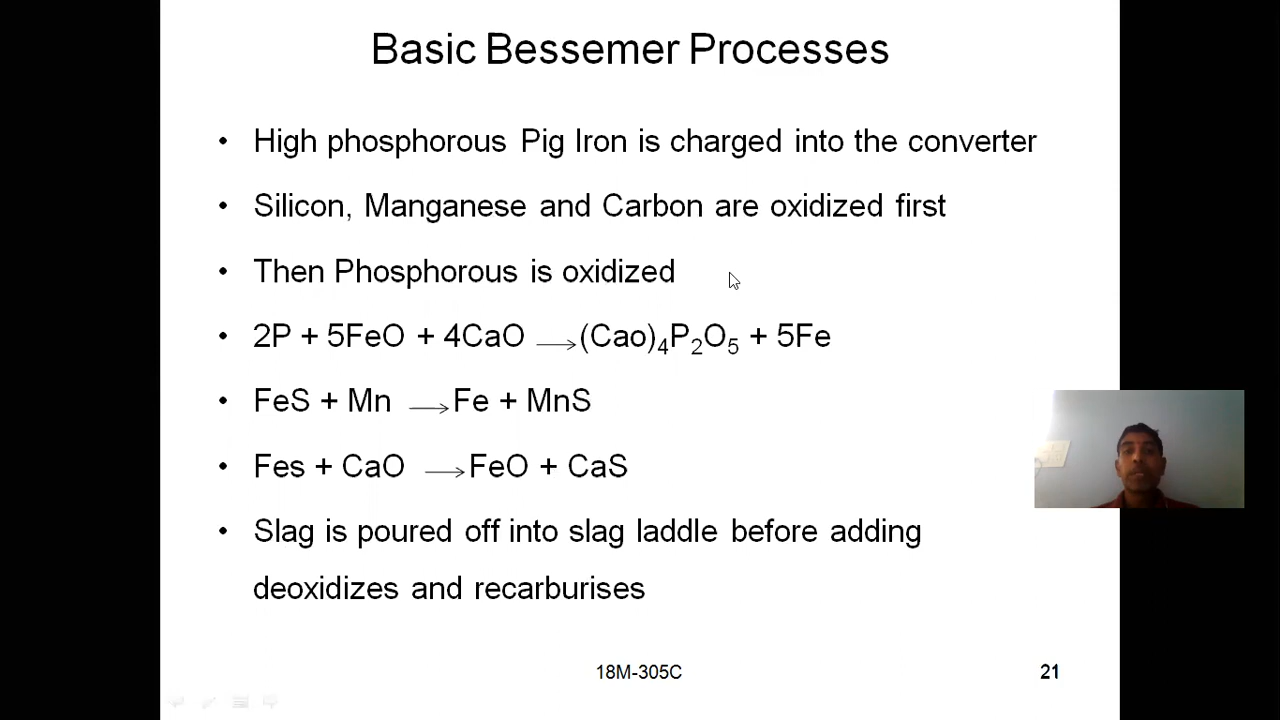 Basic Bessemer Processes
• High phosphorous Pig Iron is charged into the converter
• Silicon, Manganese and Carbon are oxidized first
• Then Phosphorous is oxidized
• 2P + 5FeO + 4CaO → (Cao)₄P₂O₅ + 5Fe
• FeS + Mn → Fe + MnS
• Fes + CaO → FeO + CaS
• Slag is poured off into slag laddle before adding
deoxidizes and recarburises
18M-305C
21